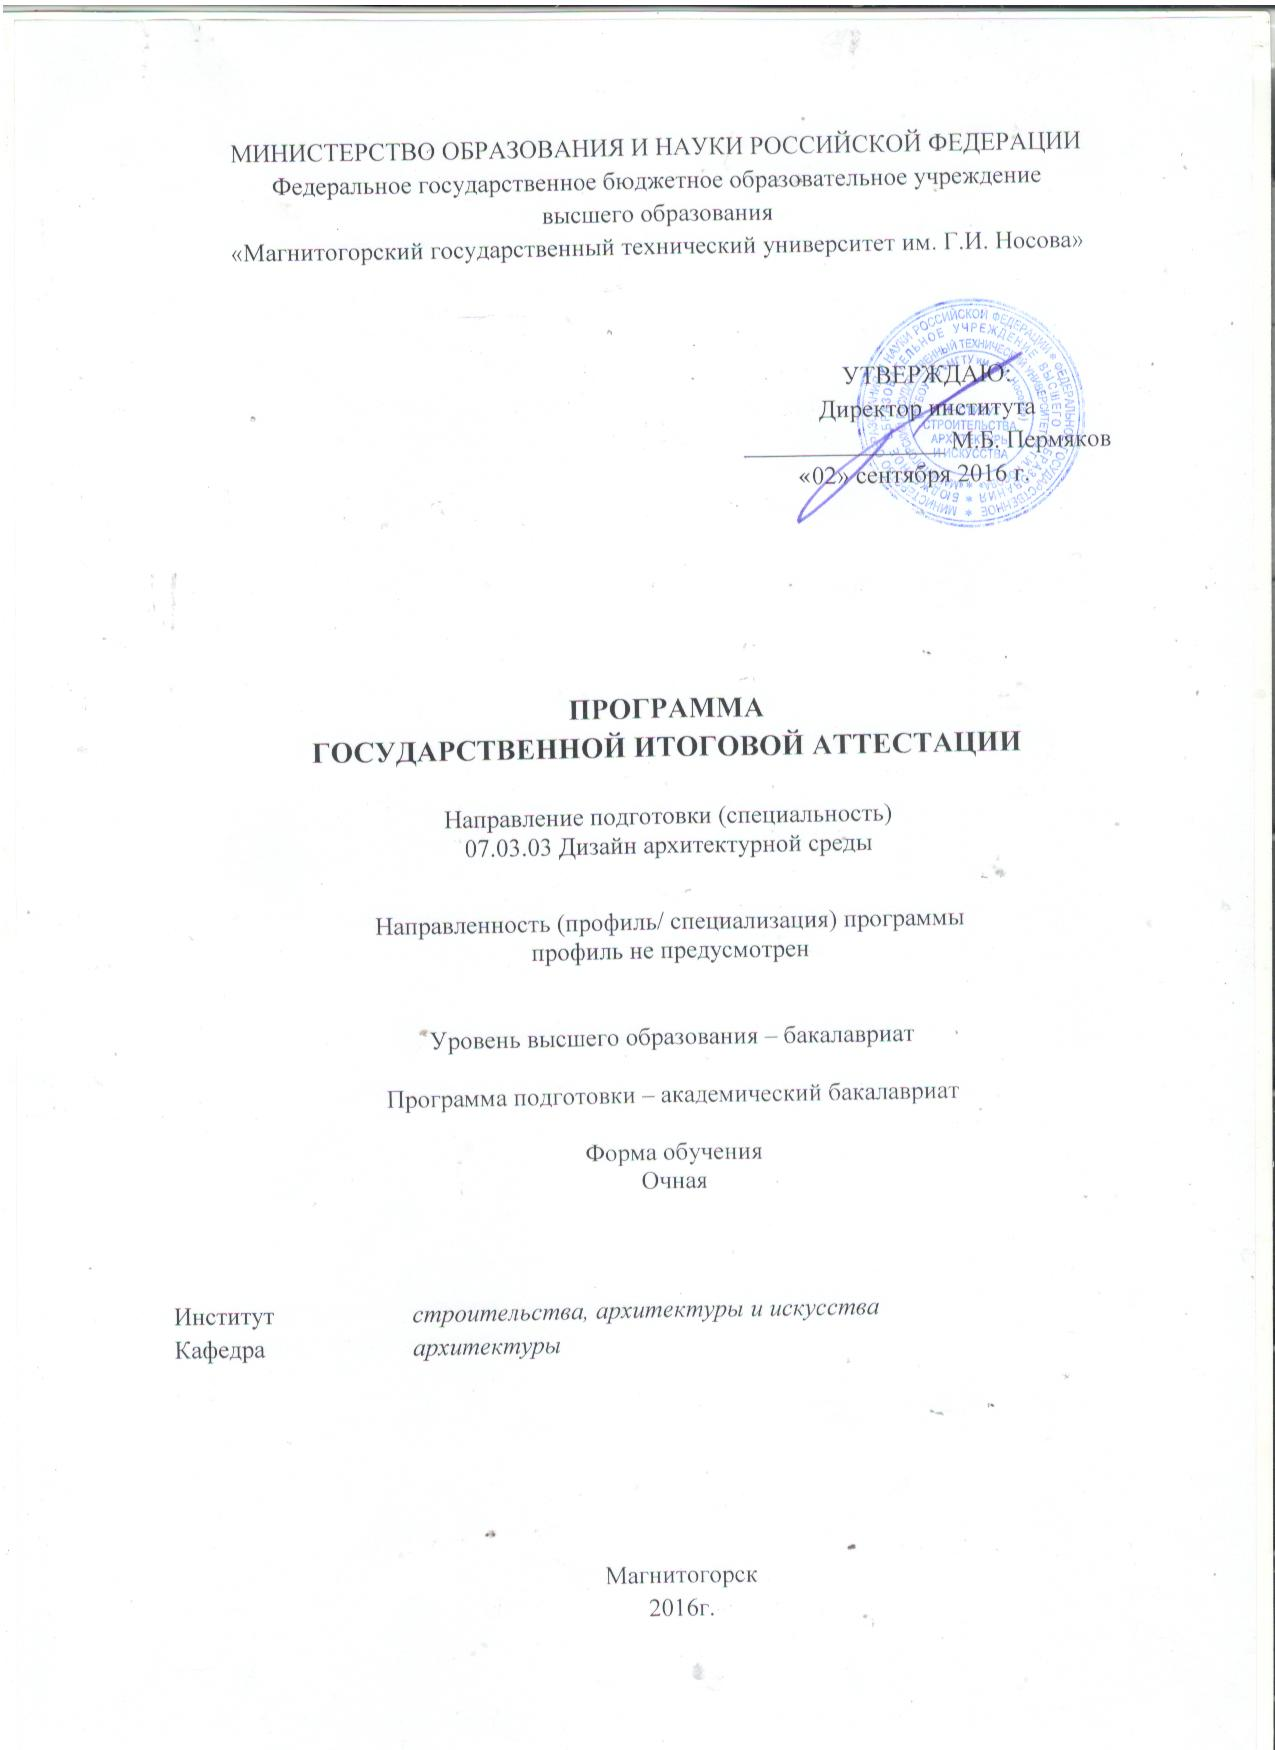 МИНИСТЕРСТВО ОБРАЗОВАНИЯ И НАУКИ РОССИЙСКОЙ ФЕДЕРАЦИИ
Федеральное государственное бюджетное образовательное учреждение
высшего образования
«Магнитогорский государственный технический университет им. Г.И. Носова»
УТВЕРЖДАЮ:
Директор института
М.Б. Пермяков
«02» сентября 2016 г.
СТРОИТЕЛЬСТВА,
АРХИТЕКТУРЫ
И ИСКУССТВА
ПРОГРАММА
ГОСУДАРСТВЕННОЙ ИТОГОВОЙ АТТЕСТАЦИИ
Направление подготовки (специальность)
07.03.03 Дизайн архитектурной среды
Направленность (профиль/ специализация) программы
профиль не предусмотрен
Уровень высшего образования – бакалавриат
Программа подготовки – академический бакалавриат
Форма обучения
Очная
Институт строительства, архитектуры и искусства
Кафедра архитектуры
Магнитогорск
2016г.